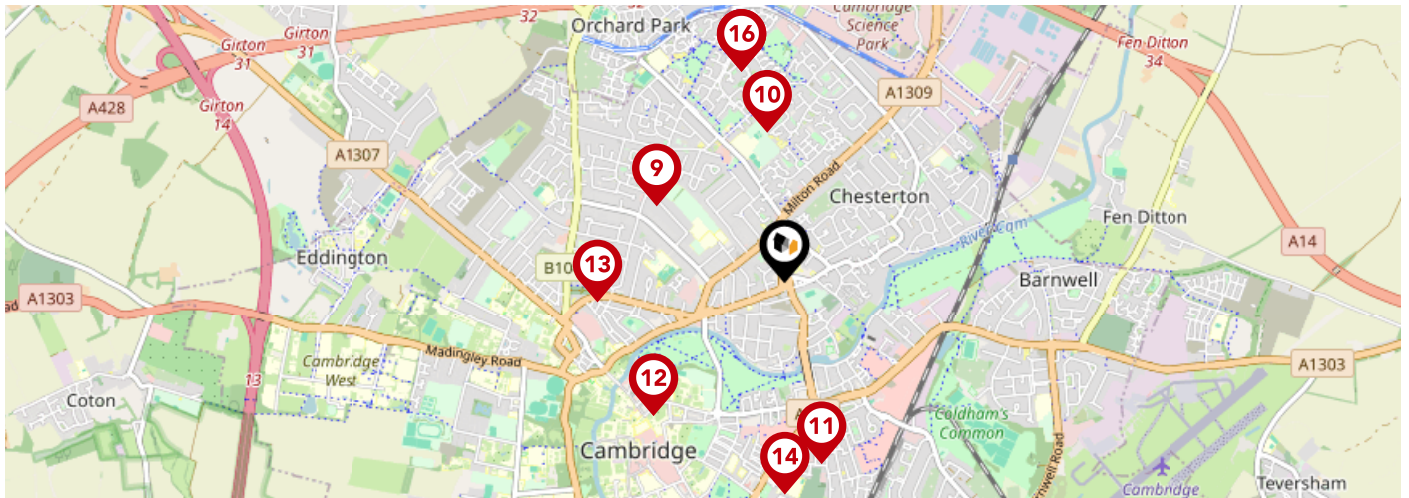 32
Orchard Park
16
Cambridge
Science
Park
Girton
31
Girton
31
Fen Ditton
34
A428
Girton
14
10
A1309
A1307
9
Milton Road
Chesterton
Fen Ditton
River Cam
A14
Eddington
B10
13
Barnwell
A1303
Madingley Road
Cambridge
West
13
12
A1303
Coton
A
11
Coldham's
Common
Cambridge
14
Cambridge
Teversham